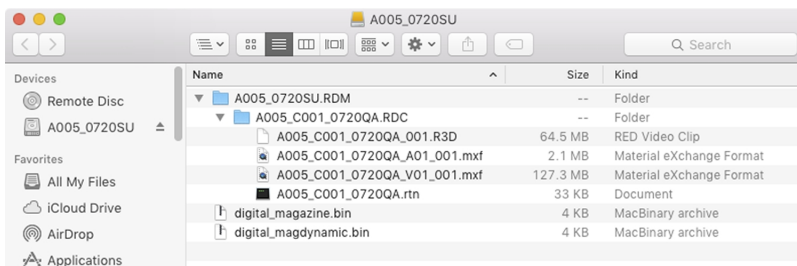 A005_0720SU
Search
Devices
Remote Disc
A005_0720SU
Favorites
All My Files
iCloud Drive
AirDrop
Applications
Name Size Kind
A005_0720SU.RDM -- Folder
A005_C001_0720QA.RDC -- Folder
A005_C001_0720QA_001.R3D 64.5 MB RED Video Clip
A005_C001_0720QA_A01_001.mxf 2.1 MB Material eXchange Format
A005_C001_0720QA_V01_001.mxf 127.3 MB Material eXchange Format
A005_C001_0720QA.rtn 33 KB Document
digital_magazine.bin 4 KB MacBinary archive
digital_magdynamic.bin 4 KB MacBinary archive